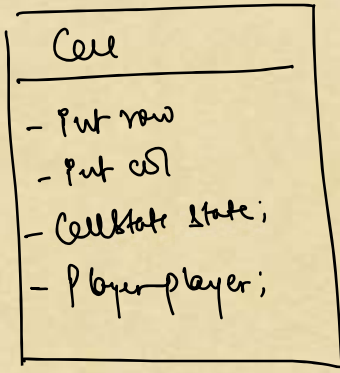 Cell
- int row
- int col
- CellState state;
- Player player;